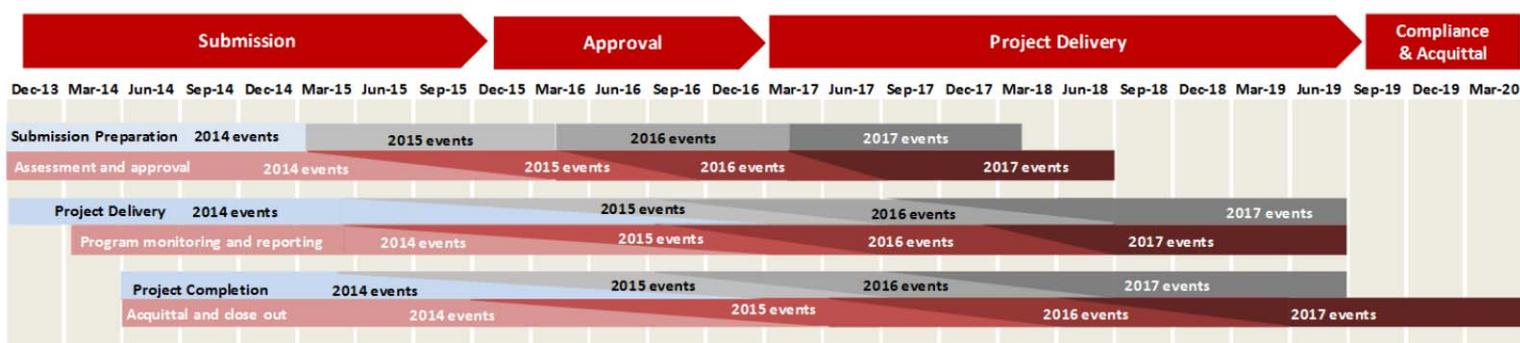 Submission
Approval
Project Delivery
Compliance
& Acquittal
Dec-13 Mar-14 Jun-14 Sep-14 Dec-14 Mar-15 Jun-15 Sep-15 Dec-15 Mar-16 Jun-16 Sep-16 Dec-16 Mar-17 Jun-17 Sep-17 Dec-17 Mar-18 Jun-18 Sep-18 Dec-18 Mar-19 Jun-19 Sep-19 Dec-19 Mar-20
Submission Preparation 2014 events 2015 events 2016 events 2017 events
Assessment and approval 2014 events 2015 events 2016 events 2017 events
Project Delivery 2014 events 2015 events 2016 events 2017 events
Program monitoring and reporting 2014 events 2015 events 2016 events 2017 events
Project Completion 2014 events 2015 events 2016 events 2017 events
Acquittal and close out 2014 events 2015 events 2016 events 2017 events